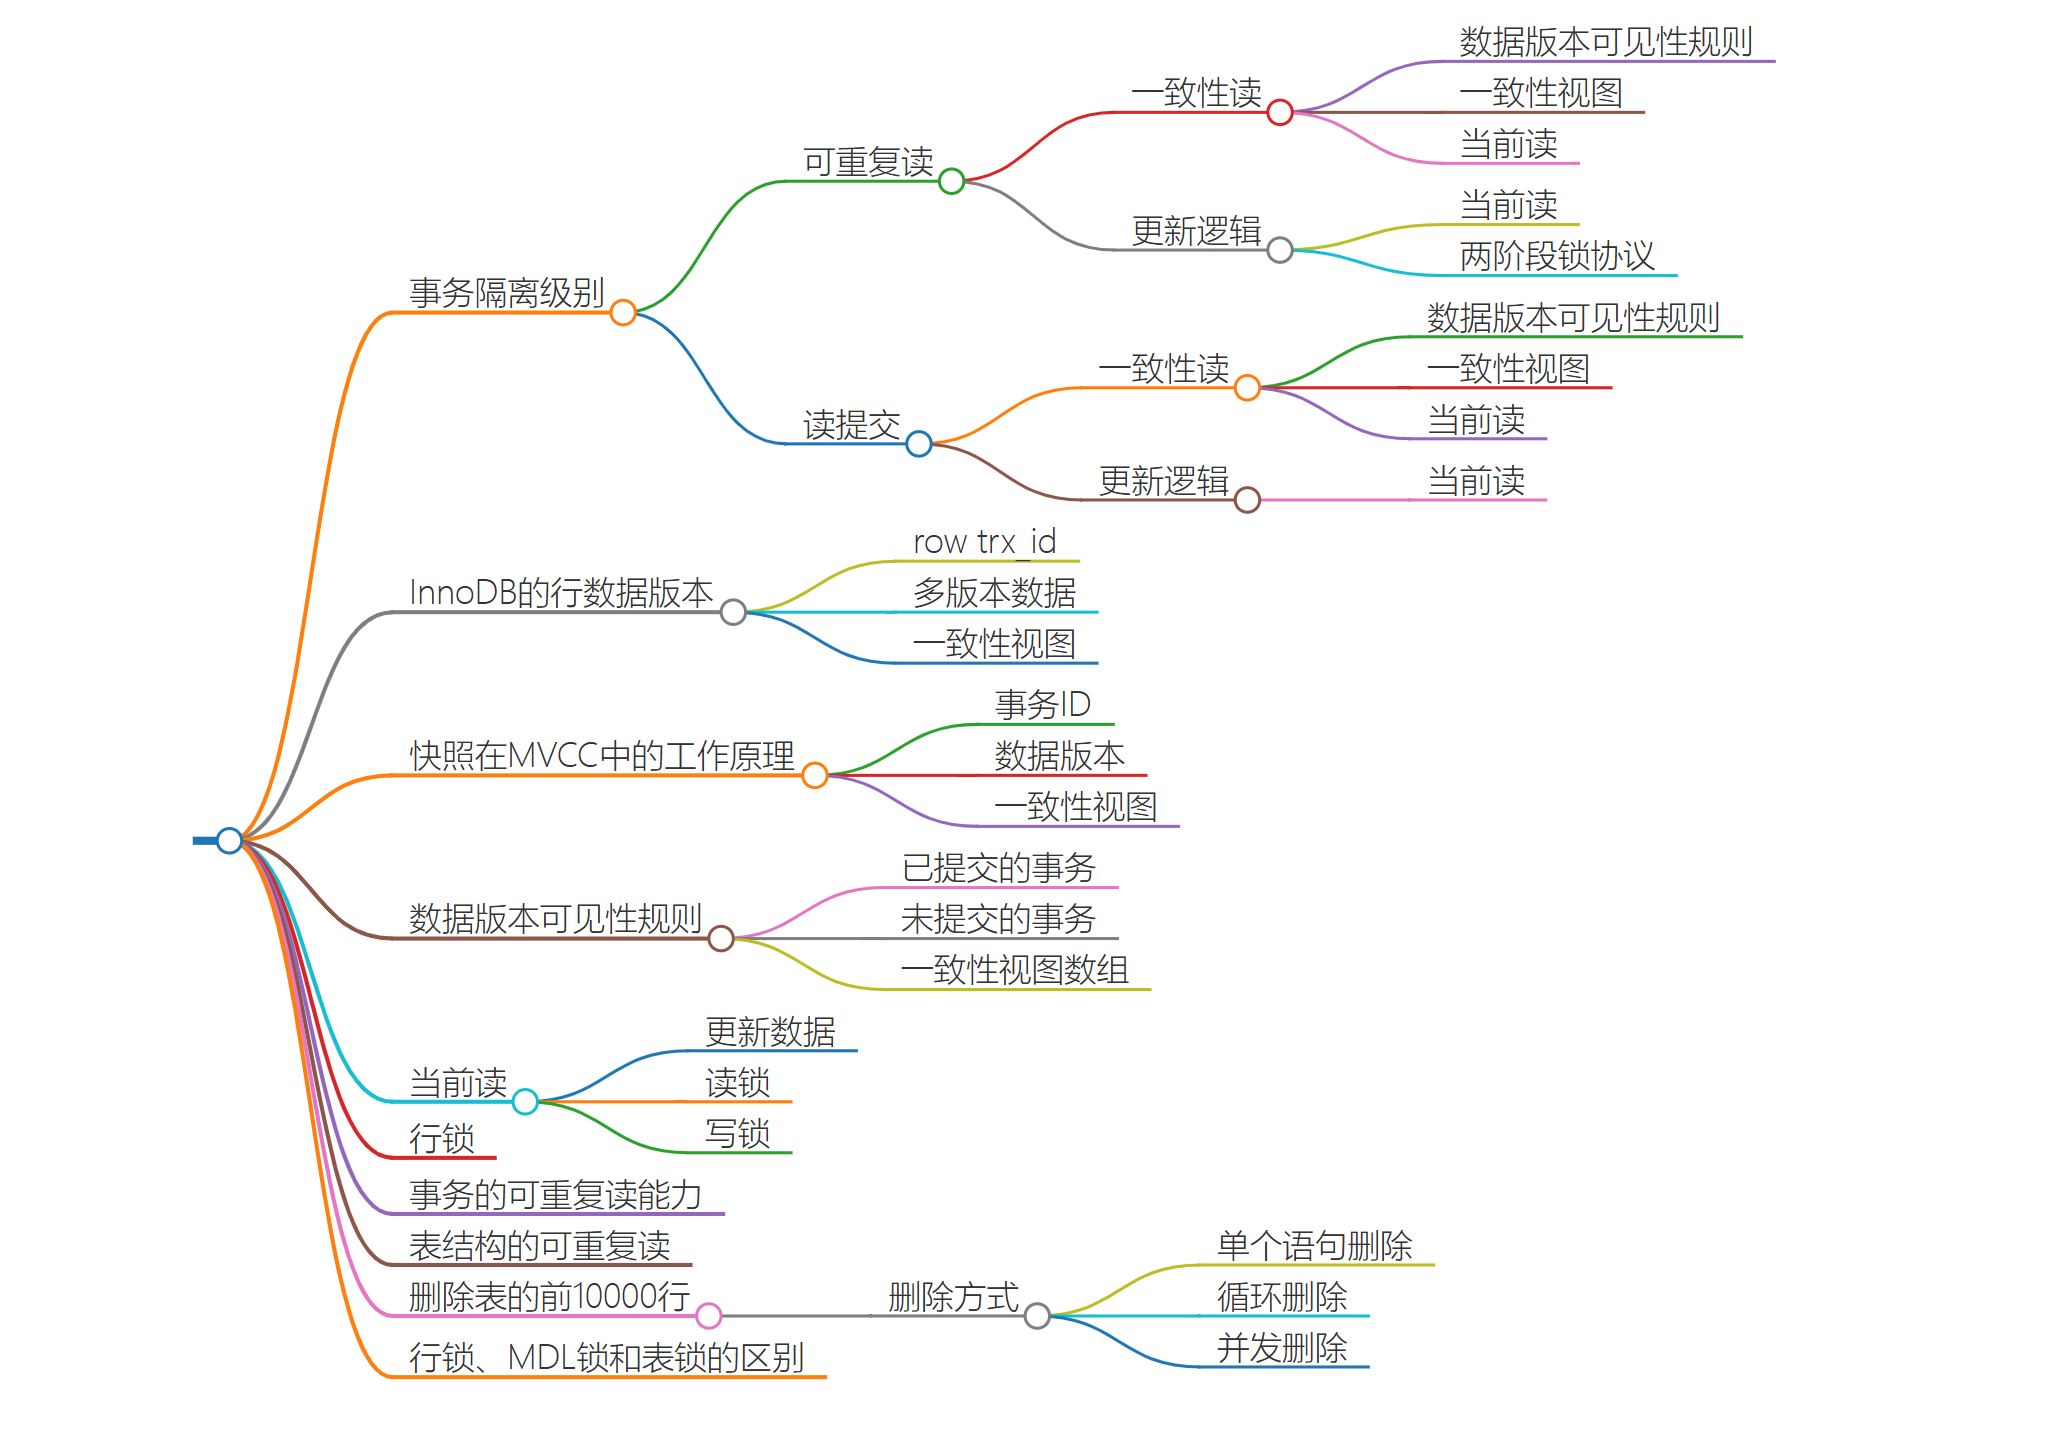 数据版本可见性规则
一致性读
一致性视图
当前读
可重复读
当前读
更新逻辑
两阶段锁协议
事务隔离级别
数据版本可见性规则
一致性读
一致性视图
当前读
读提交
更新逻辑
当前读
row trx_id
InnoDB的行数据版本
多版本数据
一致性视图
事务ID
快照在MVCC中的工作原理
数据版本
一致性视图
已提交的事务
数据版本可见性规则
未提交的事务
一致性视图数组
更新数据
当前读
读锁
写锁
行锁
事务的可重复读能力
表结构的可重复读
单个语句删除
删除表的前10000行
删除方式
循环删除
并发删除
行锁、MDL锁和表锁的区别